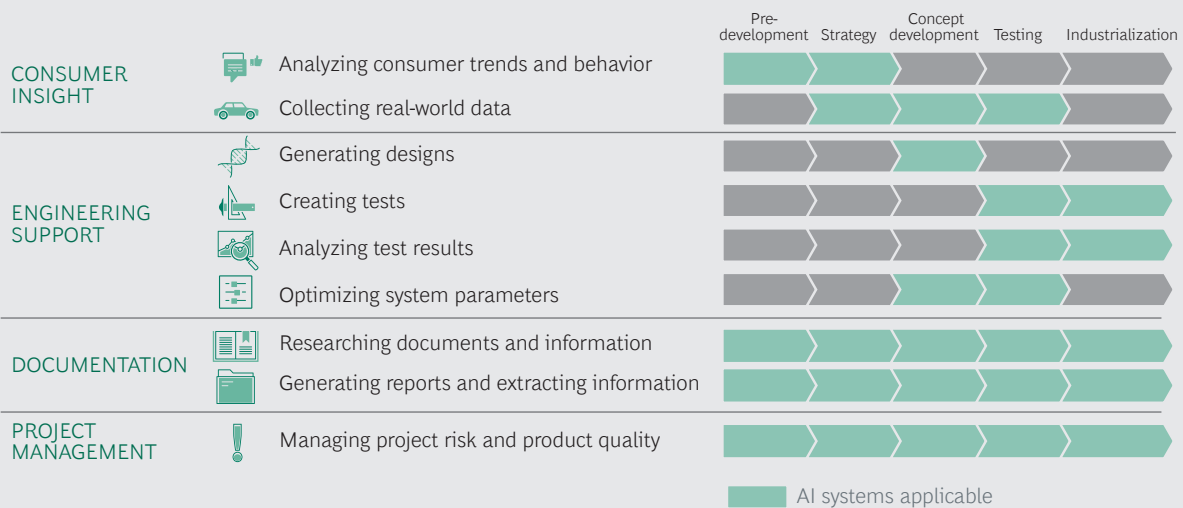 Pre-
development
Strategy
Concept
development
Testing
Industrialization
CONSUMER
INSIGHT
Analyzing consumer trends and behavior
Collecting real-world data
ENGINEERING
SUPPORT
Generating designs
Creating tests
Analyzing test results
Optimizing system parameters
DOCUMENTATION
Researching documents and information
Generating reports and extracting information
PROJECT
MANAGEMENT
Managing project risk and product quality
AI systems applicable